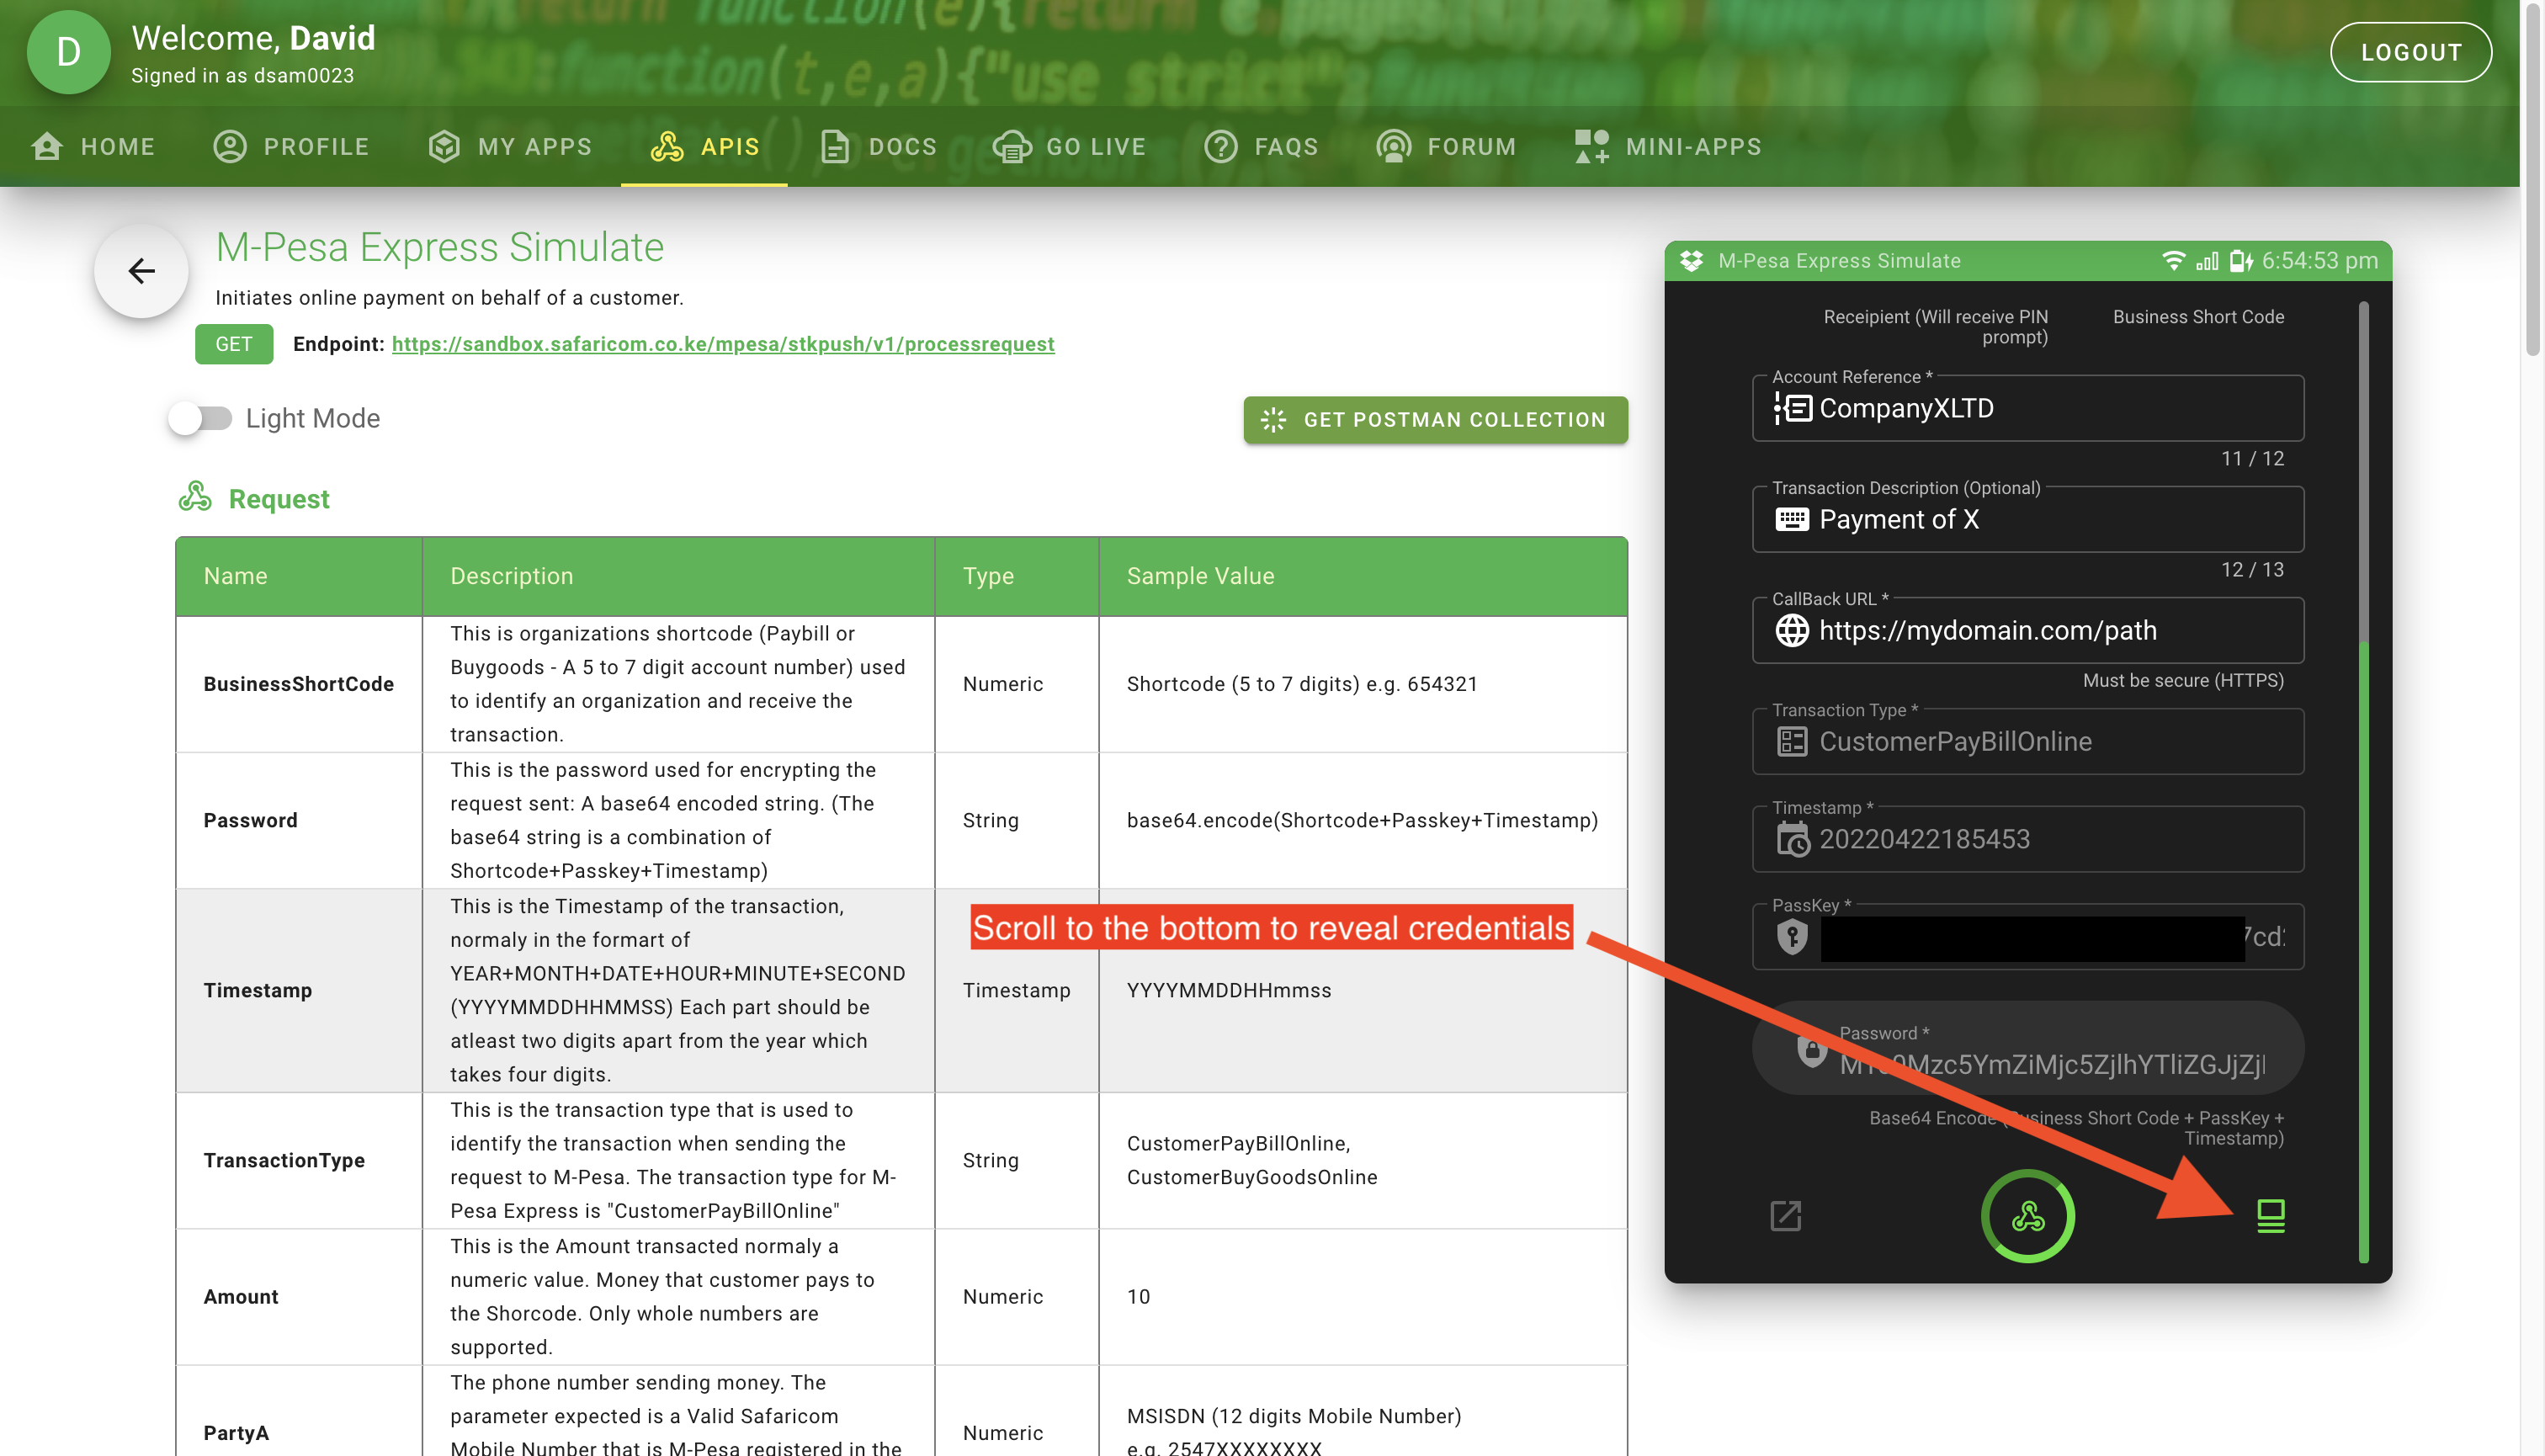 D
Welcome, David
Signed in as dsam0023
LOGOUT
HOME
PROFILE
MY APPS
APIS
DOCS
GO LIVE
FAQS
FORUM
MINI-APPS
M-Pesa Express Simulate
Initiates online payment on behalf of a customer.
GET
Endpoint: https://sandbox.safaricom.co.ke/mpesa/stkpush/v1/processrequest
Light Mode
GET POSTMAN COLLECTION
Request
Name
Description
Type
Sample Value
BusinessShortCode
This is organizations shortcode (Paybill or
Buygoods - A 5 to 7 digit account number) used
to identify an organization and receive the
transaction.
Numeric
Shortcode (5 to 7 digits) e.g. 654321
Password
This is the password used for encrypting the
request sent: A base64 encoded string. (The
base64 string is a combination of
Shortcode+Passkey+Timestamp)
String
base64.encode(Shortcode+Passkey+Timestamp)
Timestamp
This is the Timestamp of the transaction,
normaly in the formart of
YEAR+MONTH+DATE+HOUR+MINUTE+SECOND
(YYYYMMDDHHMMSS) Each part should be
atleast two digits apart from the year which
takes four digits.
Timestamp
YYYYMMDDHHmmss
Scroll to the bottom to reveal credentials
TransactionType
This is the transaction type that is used to
identify the transaction when sending the
request to M-Pesa. The transaction type for M-
Pesa Express is "CustomerPayBillOnline"
String
CustomerPayBillOnline,
CustomerBuyGoodsOnline
Amount
This is the Amount transacted normaly a
numeric value. Money that customer pays to
the Shorcode. Only whole numbers are
supported.
Numeric
10
PartyA
The phone number sending money. The
parameter expected is a Valid Safaricom
Mobile Number that is M-Pesa registered in the
Numeric
MSISDN (12 digits Mobile Number)
e.g. 2547XXXXXXXX
M-Pesa Express Simulate
6:54:53 pm
Receipient (Will receive PIN
prompt)
Business Short Code
Account Reference *
CompanyXLTD
11 / 12
Transaction Description (Optional)
Payment of X
12 / 13
CallBack URL *
https://mydomain.com/path
Must be secure (HTTPS)
Transaction Type *
CustomerPayBillOnline
Timestamp *
20220422185453
PassKey *
Password *
Base64 Encode (Business Short Code + PassKey +
Timestamp)